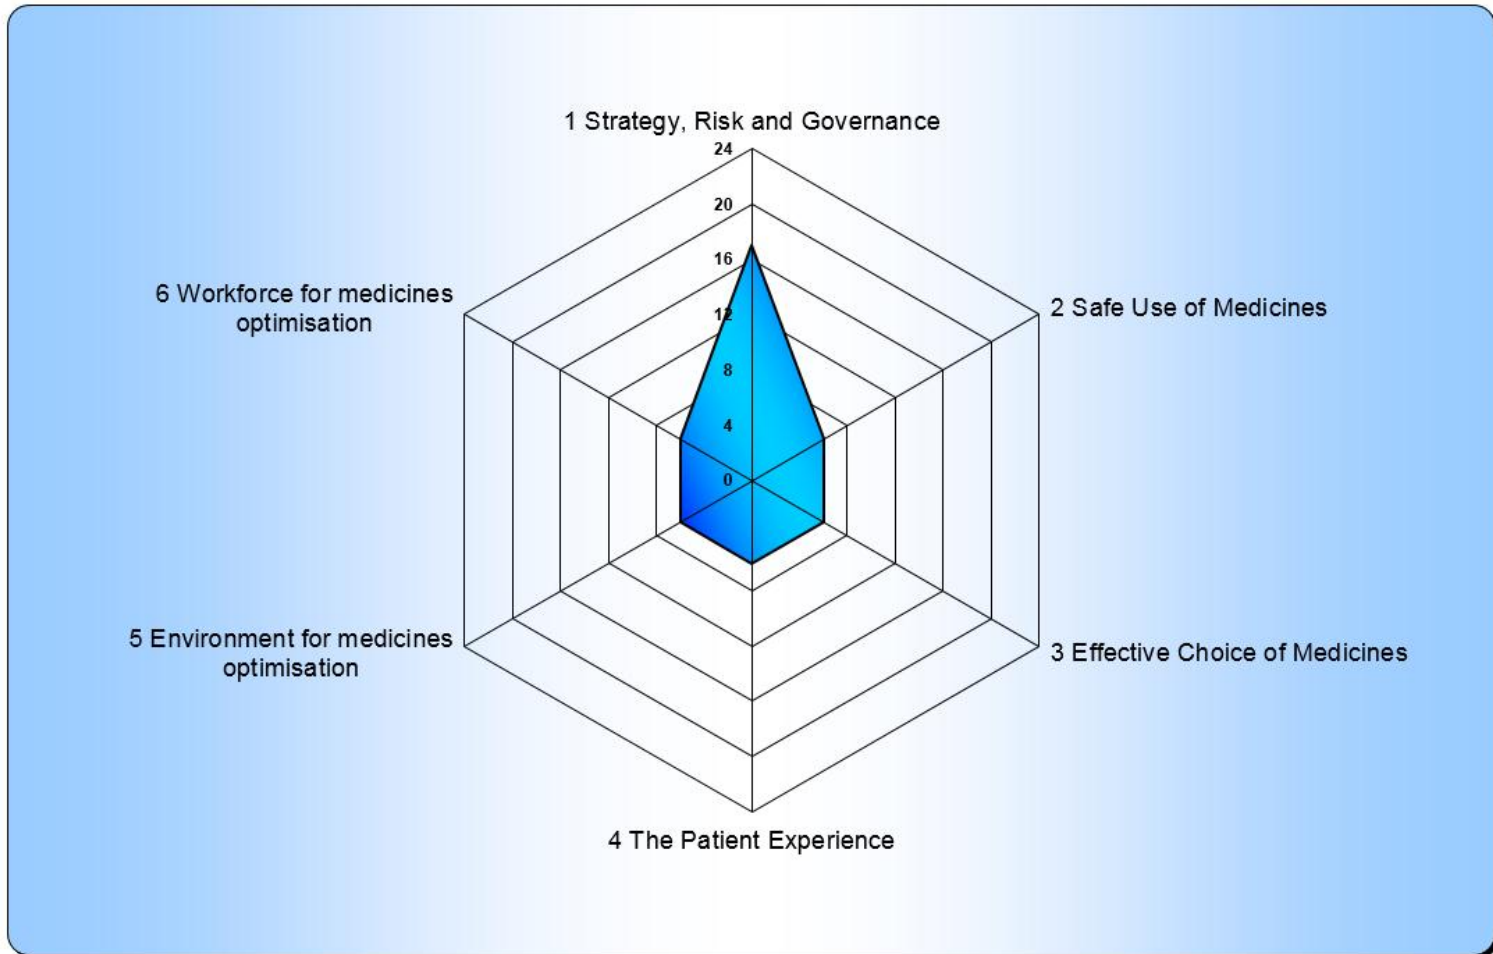 1 Strategy, Risk and Governance
24
20
16
12
8
4
0
6 Workforce for medicines
optimisation
2 Safe Use of Medicines
5 Environment for medicines
optimisation
3 Effective Choice of Medicines
4 The Patient Experience